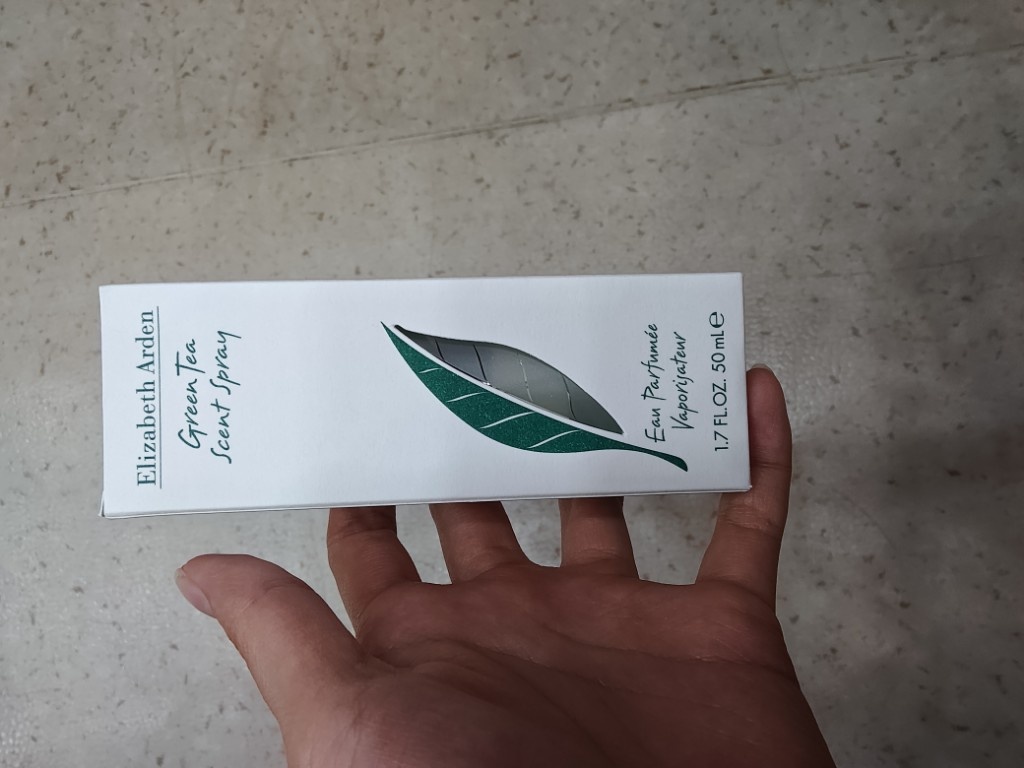 Elizabeth Arden
Green Tea
Scent Spray
Eau Parfumée
Vaporisateur
1.7 FL.OZ. 50 mL℮